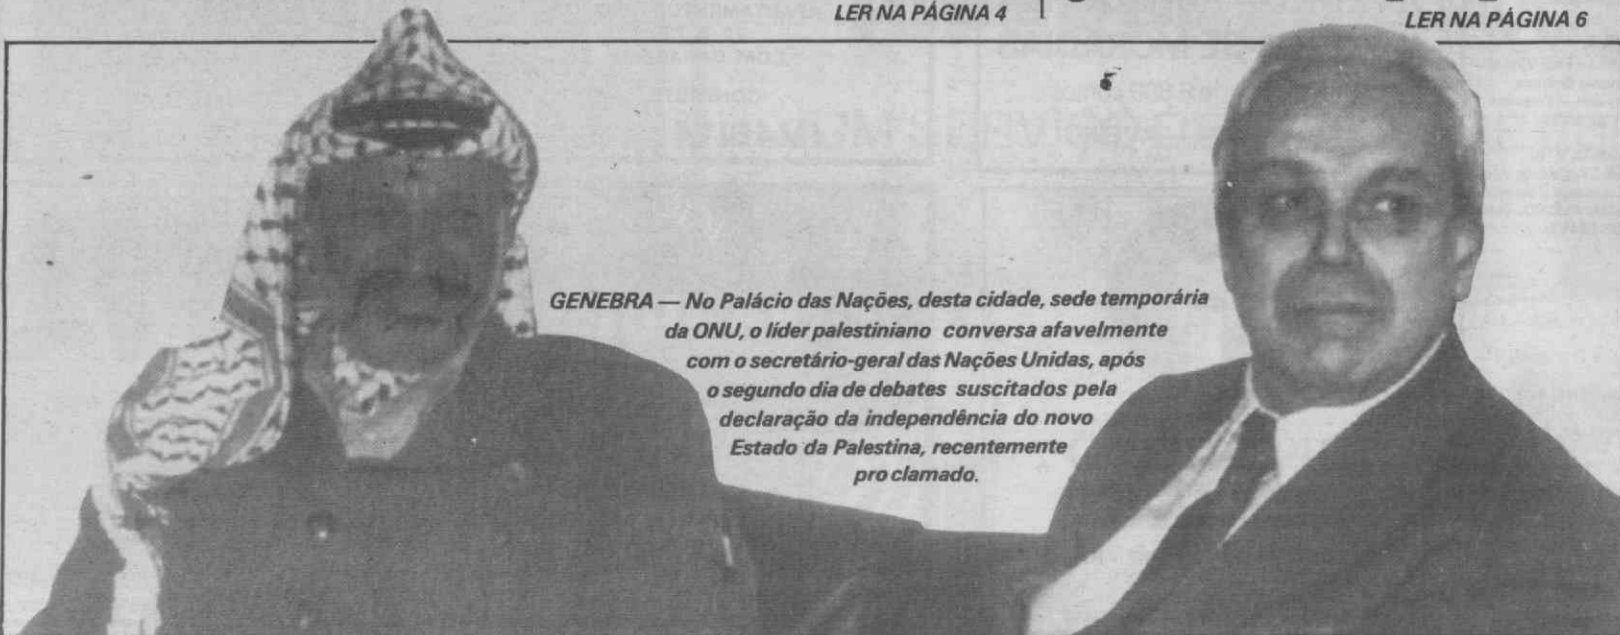 LER NA PÁGINA 4
LER NA PÁGINA 6
GENEBRA — No Palácio das Nações, desta cidade, sede temporária
da ONU, o líder palestiniano conversa afavelmente
com o secretário-geral das Nações Unidas, após
o segundo dia de debates suscitados pela
declaração da independência do novo
Estado da Palestina, recentemente
pro clamado.